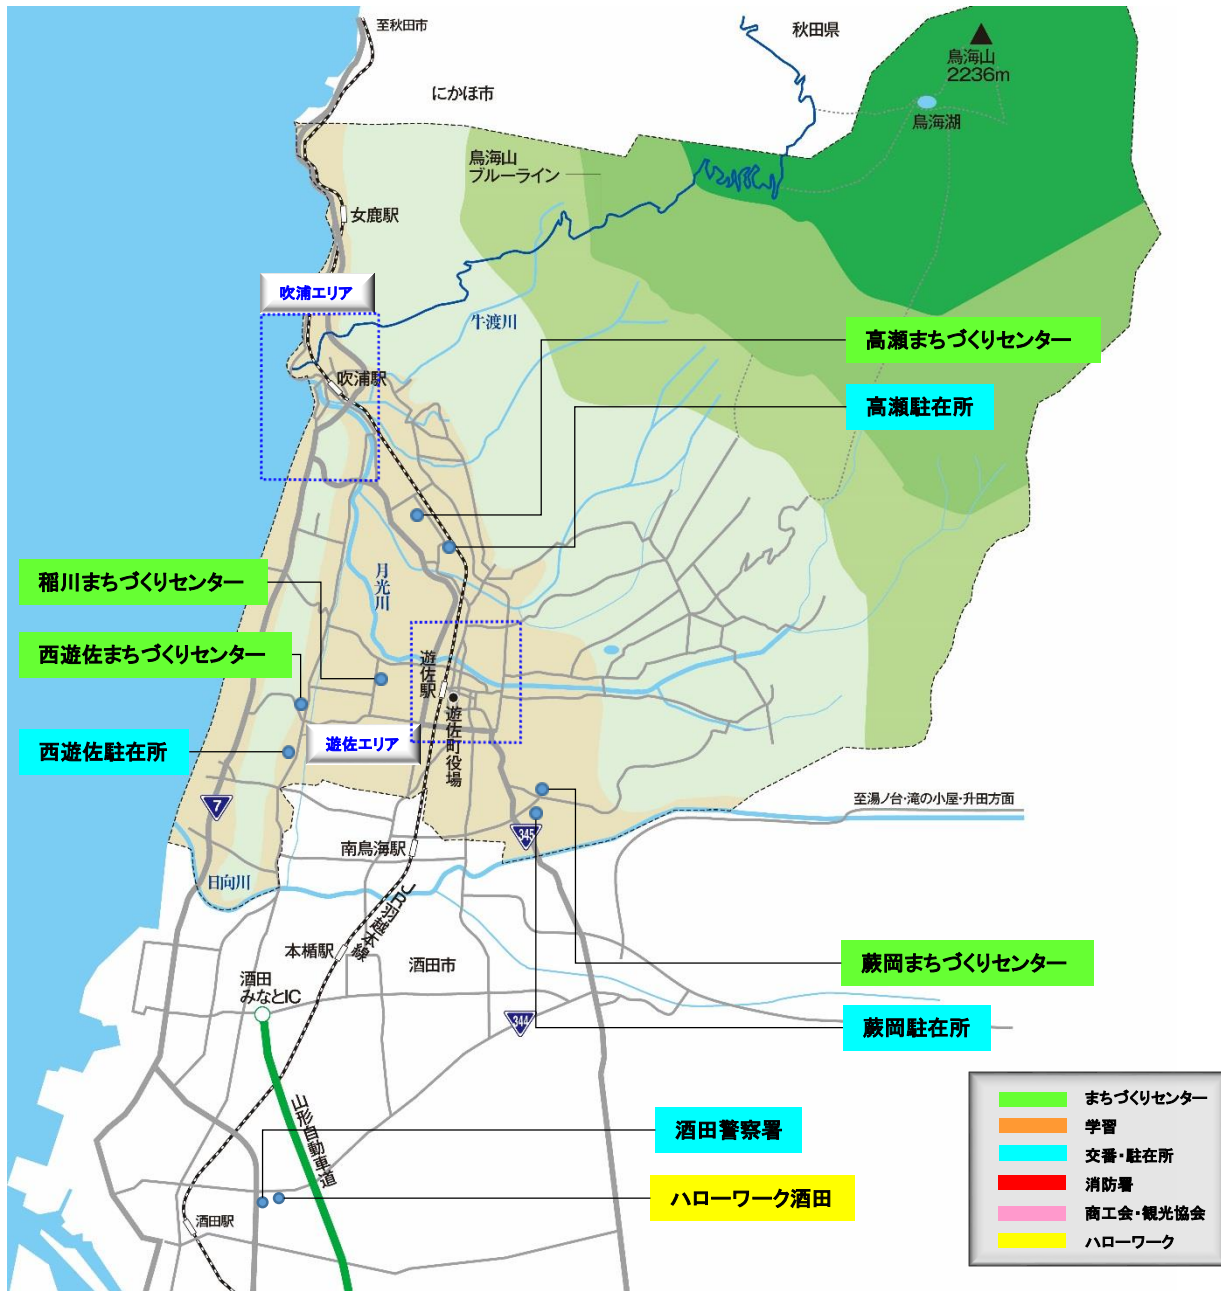 至秋田市
秋田県
鳥海山
2236m
にかほ市
鳥海湖
鳥海山
ブルーライン
女鹿駅
吹浦エリア
牛渡川
高瀬まちづくりセンター
吹浦駅
高瀬駐在所
稲川まちづくりセンター
月光川
西遊佐まちづくりセンター
遊佐駅
遊佐町役場
西遊佐駐在所
遊佐エリア
7
至湯ノ台・滝の小屋・升田方面
345
南鳥海駅
日向川
JR羽越本線
本楯駅
酒田市
蕨岡まちづくりセンター
酒田
みなとIC
344
蕨岡駐在所
山形自動車道
酒田警察署
ハローワーク酒田
酒田駅
まちづくりセンター
学習
交番・駐在所
消防署
商工会・観光協会
ハローワーク